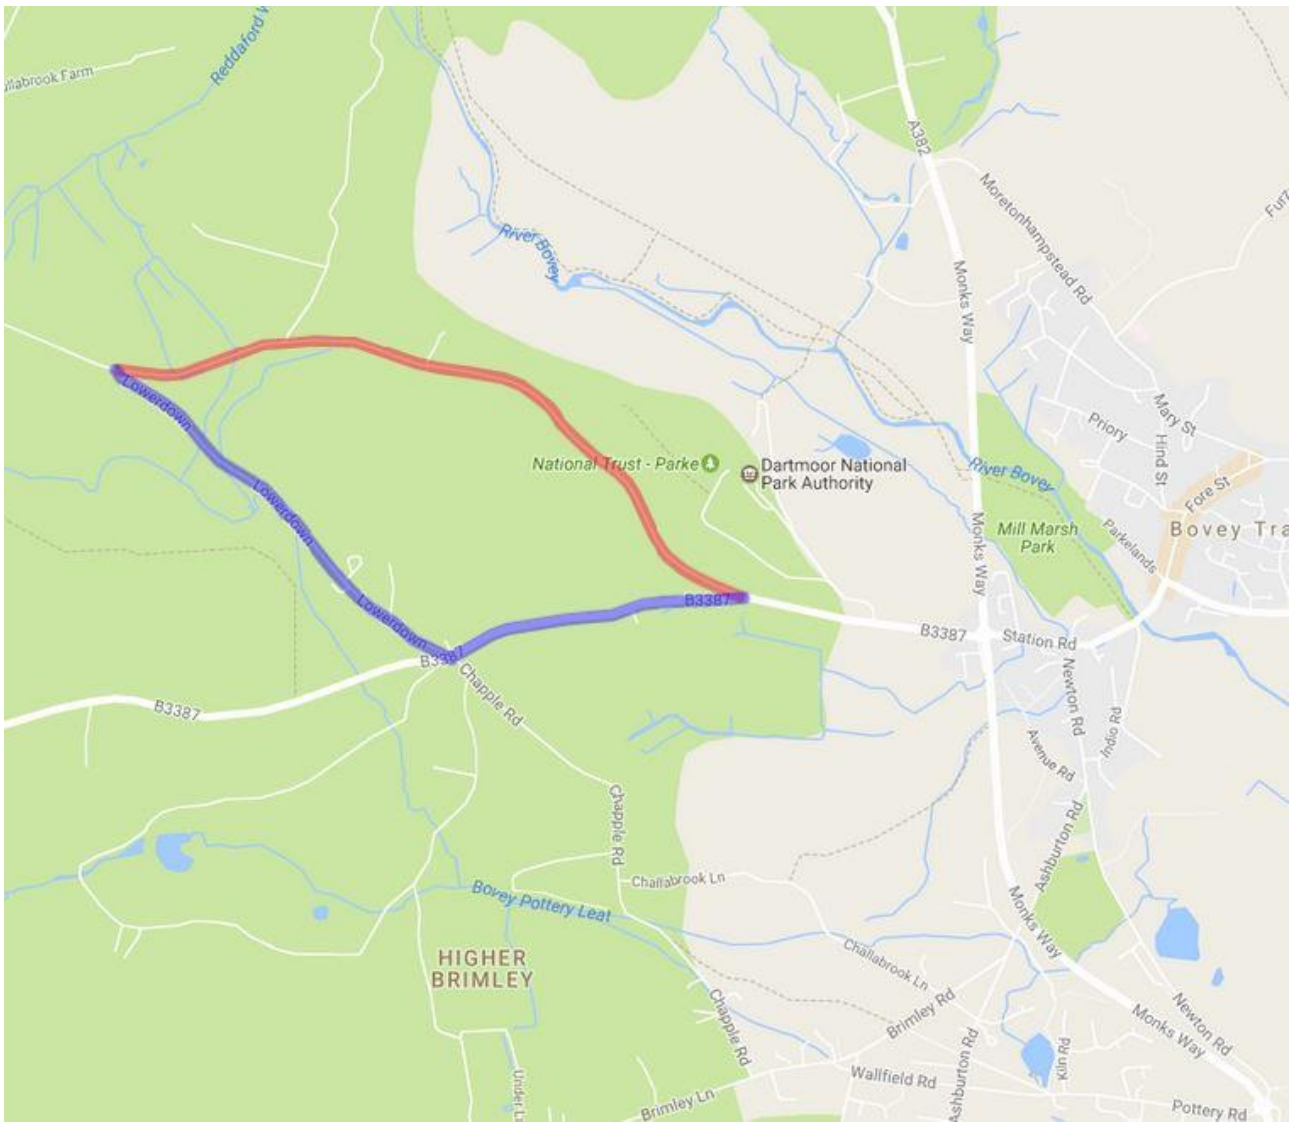 Reddaford W
allabrook Farm
A382
Moretonhampstead Rd
Furz
River Bovey
Monks Way
Lowerdown
Mary St
Priory
Hind St
National Trust - Parke
Dartmoor National
Park Authority
River Bovey
Fore St
Lowerdown
Monks Way
Mill Marsh
Park
Parkelands
Bovey Tra
Lowerdown
B3387
B3387
Station Rd
B3387
Chapple Rd
Newton Rd
B3387
Indio Rd
Avenue Rd
Chapple Rd
Ashburton Rd
Challabrook Ln
Bovey Pottery Leat
Monks Way
HIGHER
BRIMLEY
Challabrook Ln
Chapple Rd
Brimley Rd
Newton Rd
Monks Way
Kiln Rd
Ashburton Rd
Wallfield Rd
Under L
Brimley Ln
Pottery Rd